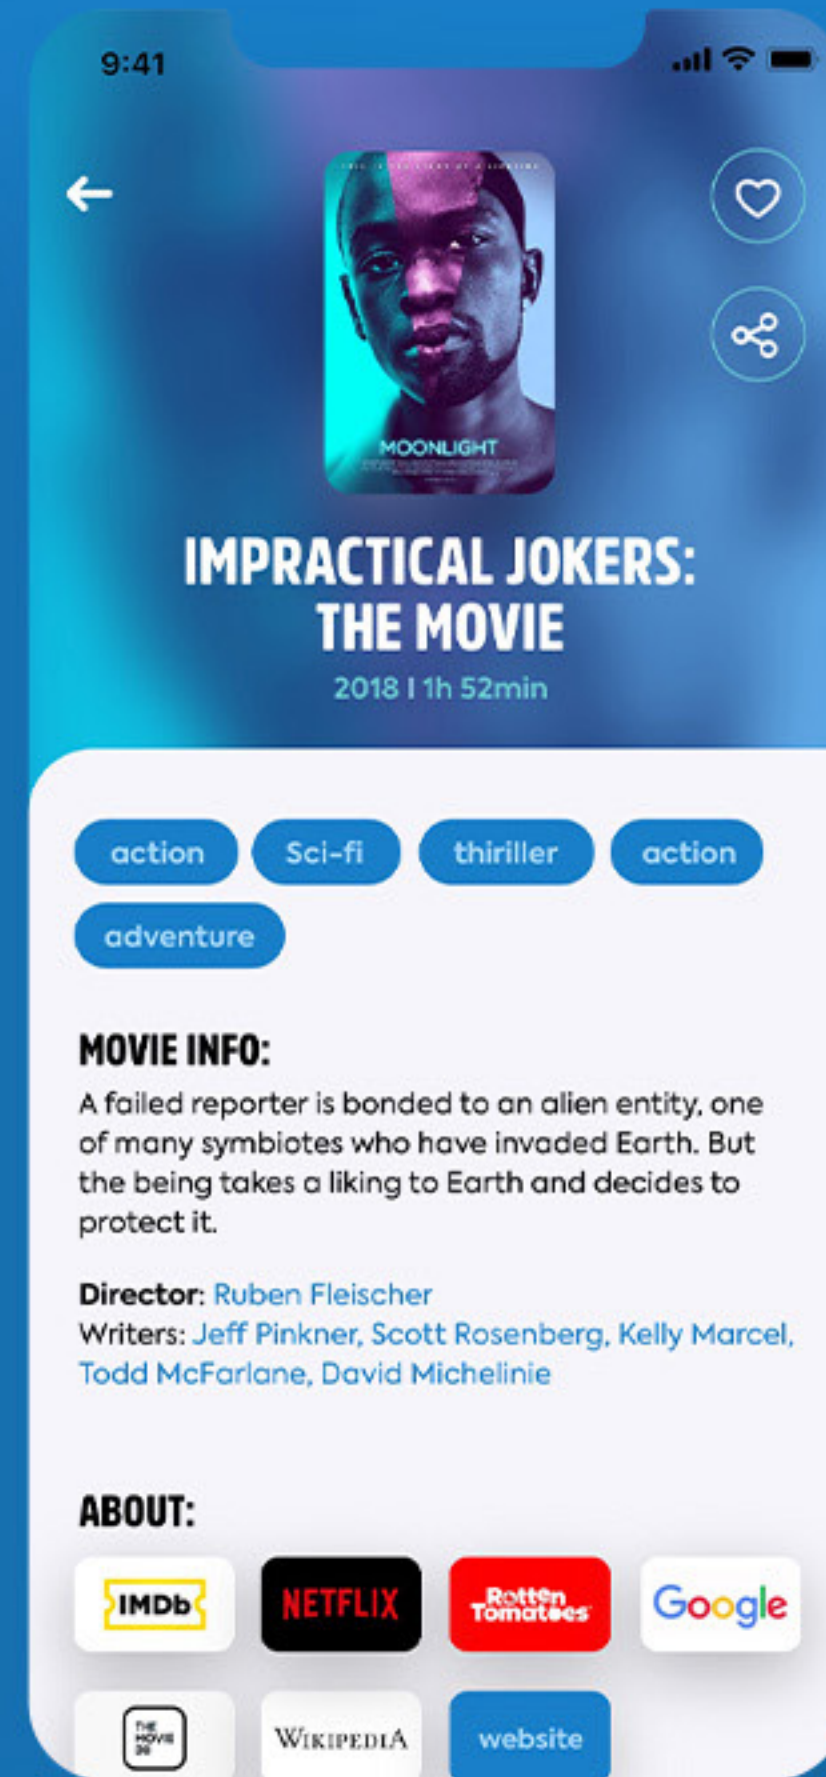 9:41
MOONLIGHT
IMPRACTICAL JOKERS:
THE MOVIE
2018 I 1h 52min
action Sci-fi thiriller action
adventure
MOVIE INFO:
A failed reporter is bonded to an alien entity, one
of many symbiotes who have invaded Earth. But
the being takes a liking to Earth and decides to
protect it.
Director: Ruben Fleischer
Writers: Jeff Pinkner, Scott Rosenberg, Kelly Marcel,
Todd McFarlane, David Michelinie
ABOUT:
IMDb NETFLIX Rotten Tomatoes Google
THE MOVIE WIKIPEDIA website